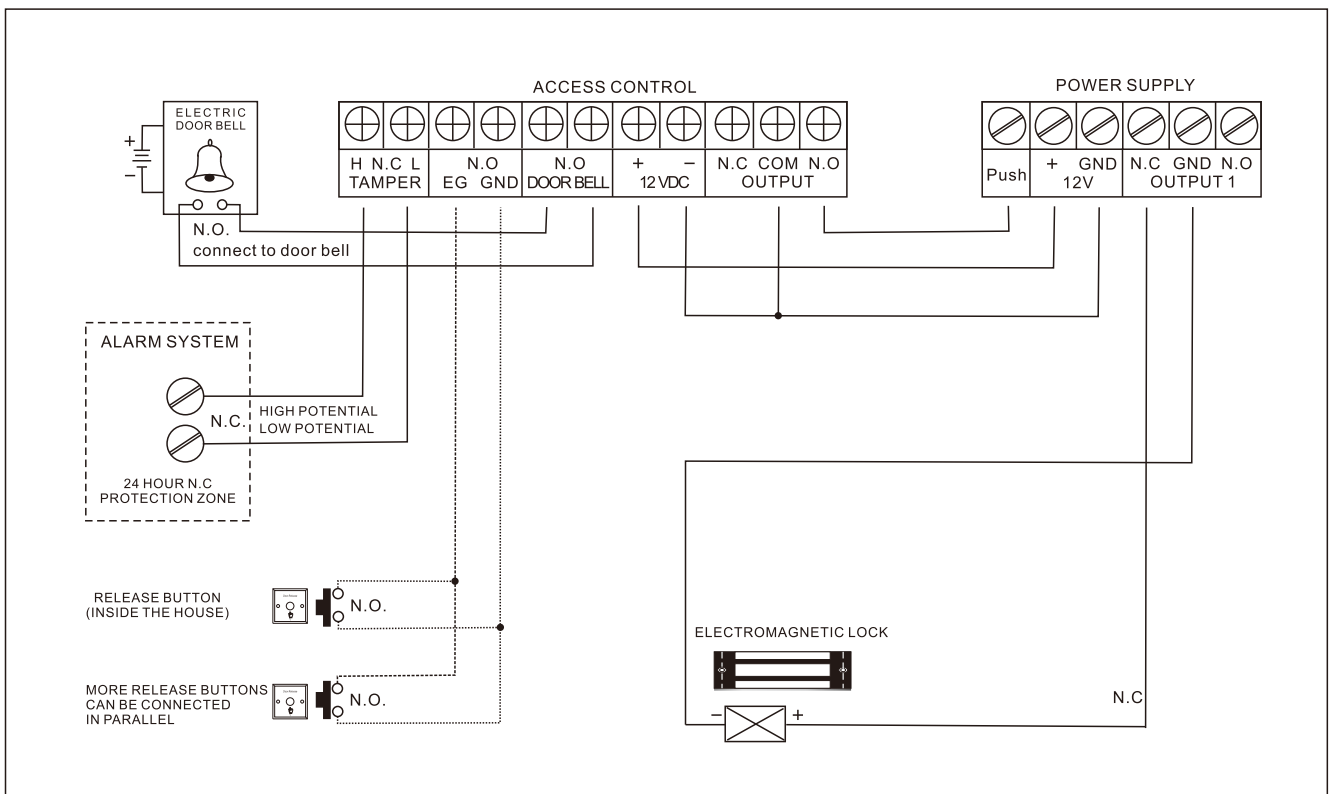 ACCESS CONTROL
POWER SUPPLY
ELECTRIC
DOOR BELL
+
−
H N.C L
TAMPER
N.O
EG GND
N.O
DOOR BELL
+ −
12 VDC
N.C COM N.O
OUTPUT
Push
+ GND
12V
N.C GND N.O
OUTPUT 1
N.O.
connect to door bell
ALARM SYSTEM
N.C.
HIGH POTENTIAL
LOW POTENTIAL
24 HOUR N.C
PROTECTION ZONE
RELEASE BUTTON
(INSIDE THE HOUSE)
N.O.
MORE RELEASE BUTTONS
CAN BE CONNECTED
IN PARALLEL
N.O.
ELECTROMAGNETIC LOCK
− +
N.C